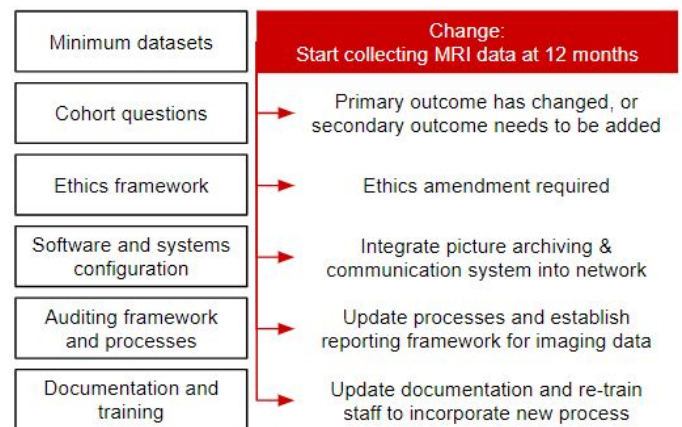 Minimum datasets
Change:
Start collecting MRI data at 12 months
Cohort questions
Primary outcome has changed, or
secondary outcome needs to be added
Ethics framework
Ethics amendment required
Software and systems
configuration
Integrate picture archiving &
communication system into network
Auditing framework
and processes
Update processes and establish
reporting framework for imaging data
Documentation and
training
Update documentation and re-train
staff to incorporate new process